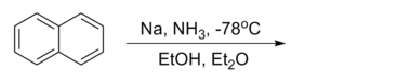 Na, NH₃, -78ºC
EtOH, Et₂O